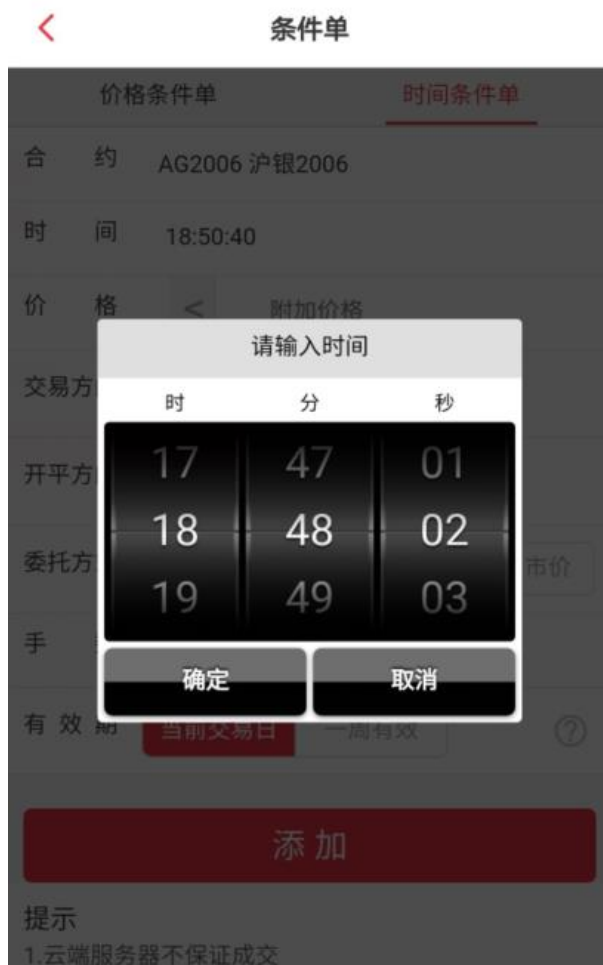 条件单
价格条件单 时间条件单
合 约 AG2006 沪银2006
时 间 18:50:40
价 格 < 附加价格
请输入时间
交易方
时 分 秒
17 47 01
开平方
18 48 02
委托方 市价
19 49 03
手
确定 取消
有 效 期 当前交易日 一周有效 ?
添 加
提示
1.云端服务器不保证成交